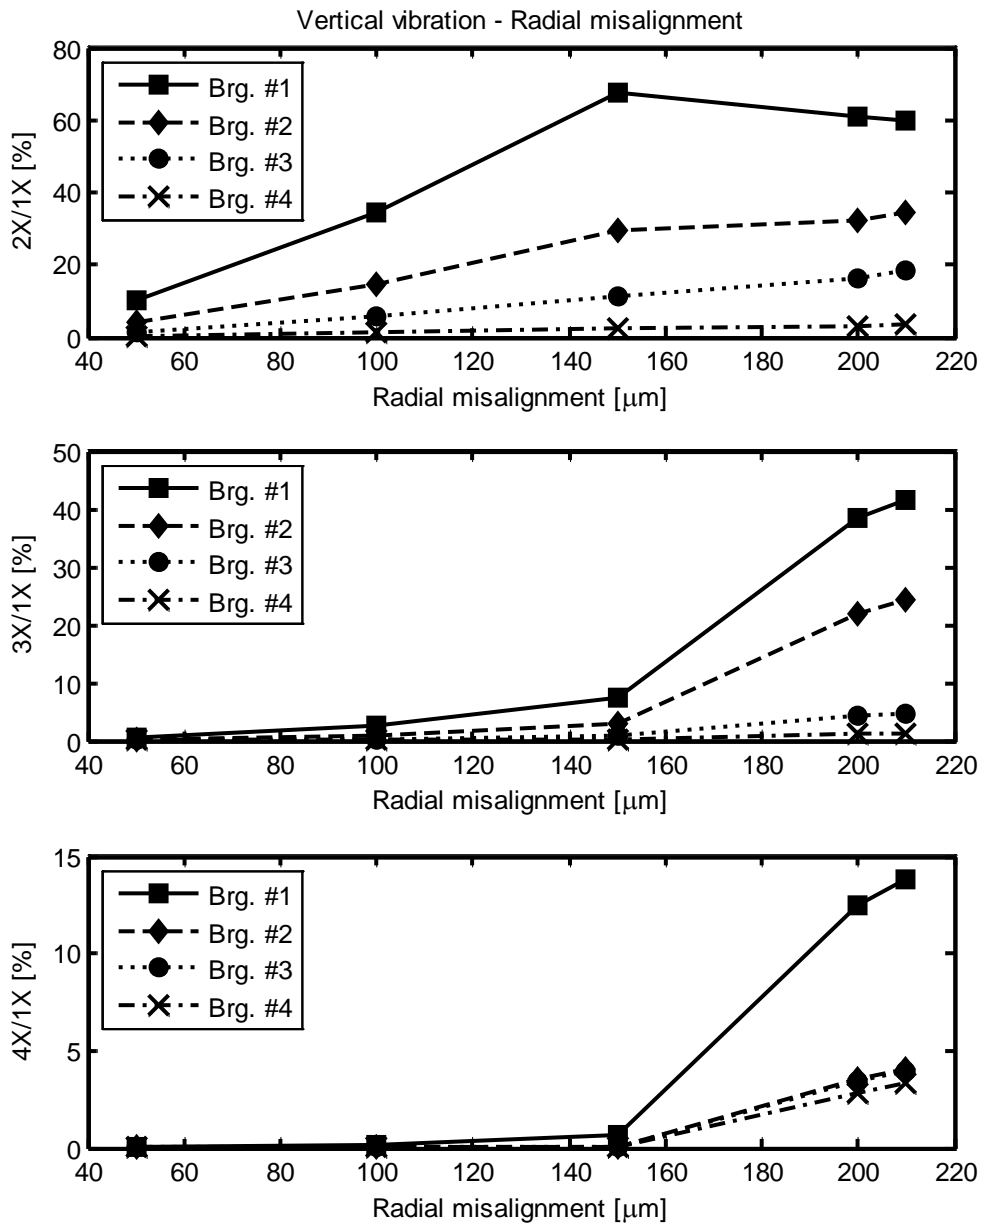 Vertical vibration - Radial misalignment
80
60
40
20
0
2X/1X [%]
Brg. #1
Brg. #2
Brg. #3
Brg. #4
40 60 80 100 120 140 160 180 200 220
Radial misalignment [μm]
50
40
30
20
10
0
3X/1X [%]
Brg. #1
Brg. #2
Brg. #3
Brg. #4
40 60 80 100 120 140 160 180 200 220
Radial misalignment [μm]
15
10
5
0
4X/1X [%]
Brg. #1
Brg. #2
Brg. #3
Brg. #4
40 60 80 100 120 140 160 180 200 220
Radial misalignment [μm]